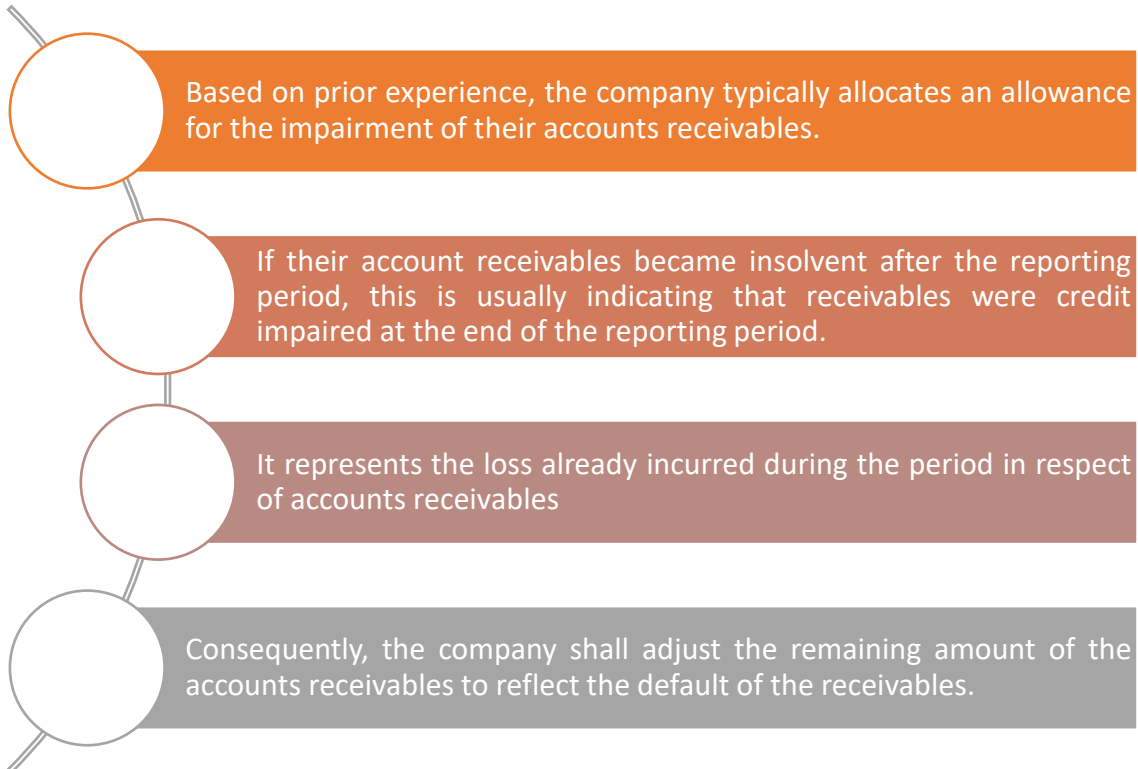 Based on prior experience, the company typically allocates an allowance
for the impairment of their accounts receivables.
If their account receivables became insolvent after the reporting
period, this is usually indicating that receivables were credit
impaired at the end of the reporting period.
It represents the loss already incurred during the period in respect
of accounts receivables
Consequently, the company shall adjust the remaining amount of the
accounts receivables to reflect the default of the receivables.